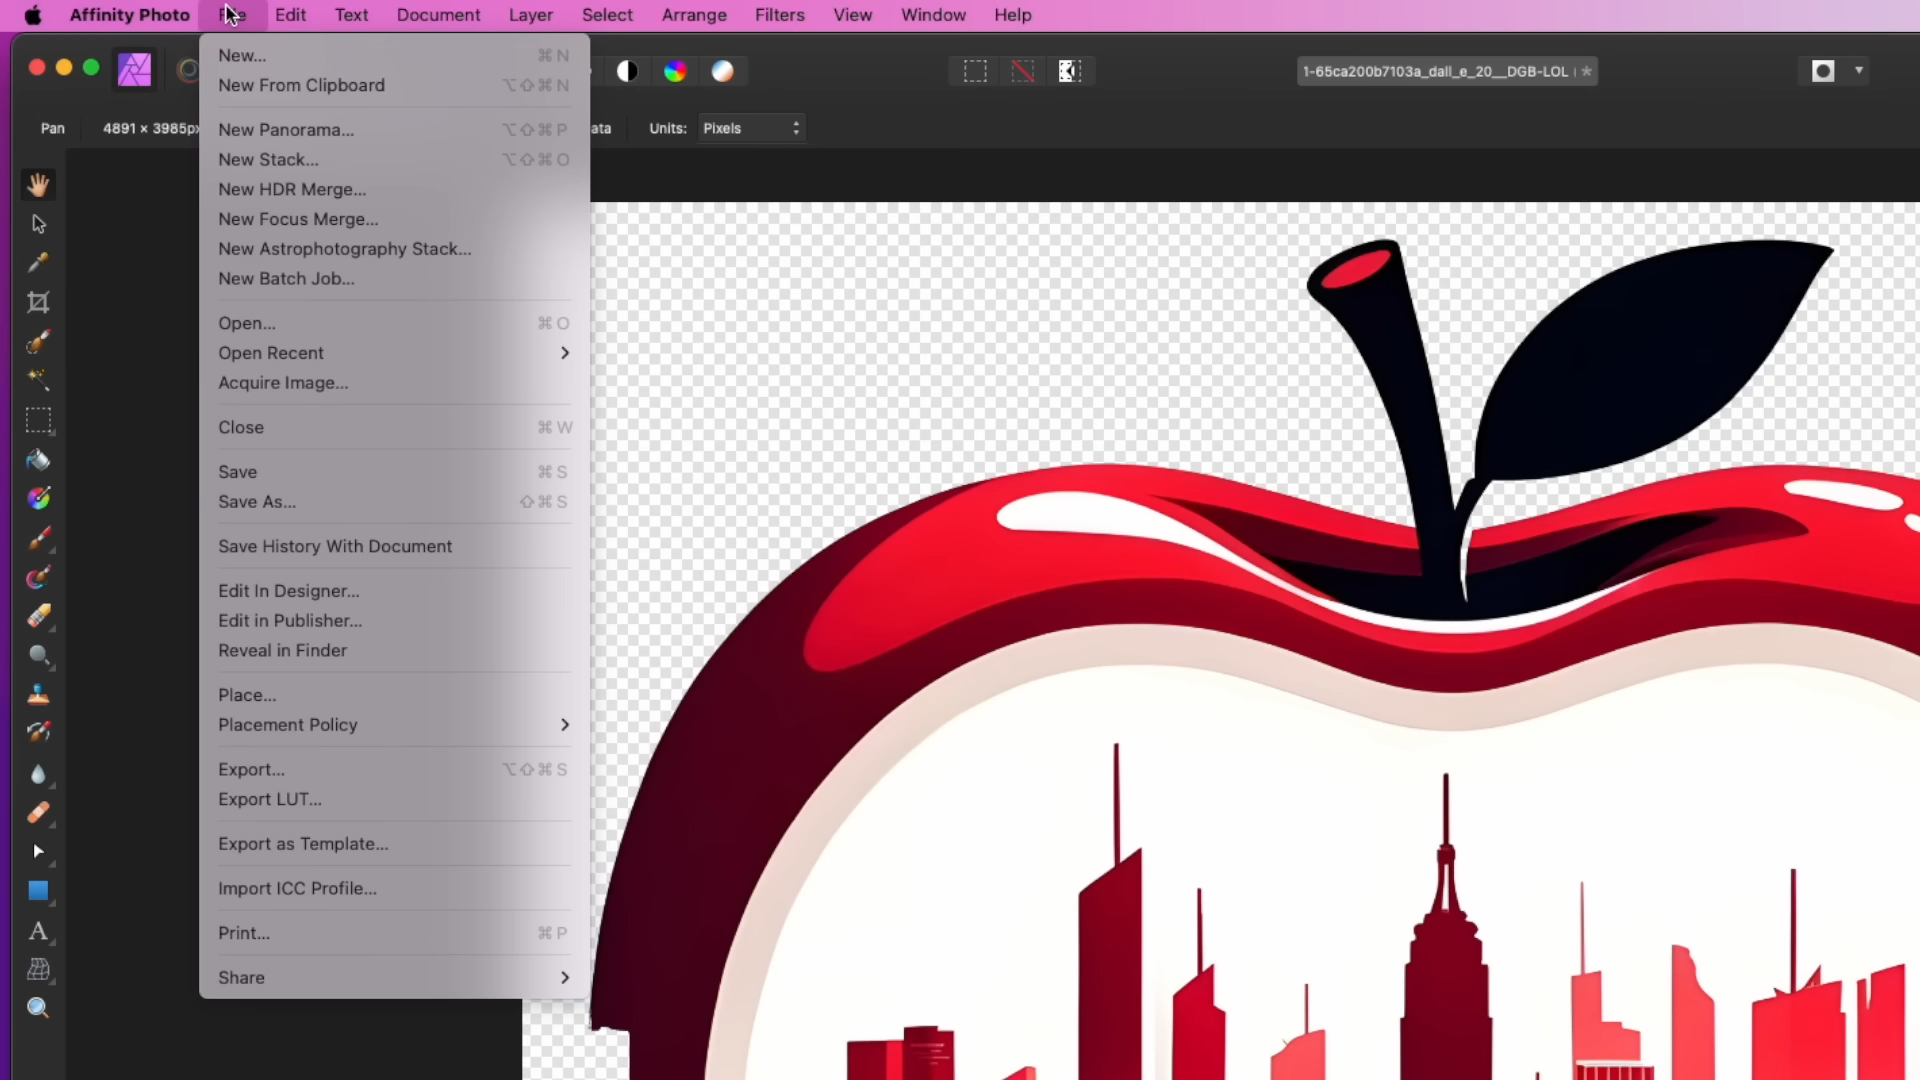 Affinity Photo File Edit Text Document Layer Select Arrange Filters View Window Help
1-65ca200b7103a_dall_e_20__DGB-LOL *
Pan 4891 × 3985px ata Units: Pixels
New... ⌘ N
New From Clipboard ⌥⇧⌘ N
New Panorama... ⌥⇧⌘ P
New Stack... ⌥⇧⌘ O
New HDR Merge...
New Focus Merge...
New Astrophotography Stack...
New Batch Job...
Open... ⌘ O
Open Recent
Acquire Image...
Close ⌘ W
Save ⌘ S
Save As... ⇧⌘ S
Save History With Document
Edit In Designer...
Edit in Publisher...
Reveal in Finder
Place...
Placement Policy
Export... ⌥⇧⌘ S
Export LUT...
Export as Template...
Import ICC Profile...
Print... ⌘ P
Share